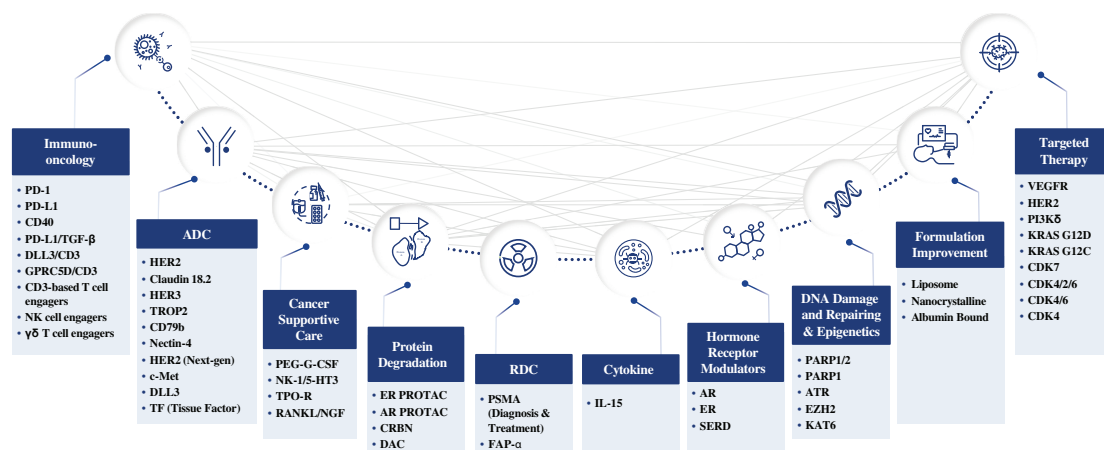 Immuno-
oncology
• PD-1
• PD-L1
• CD40
• PD-L1/TGF-β
• DLL3/CD3
• GPRC5D/CD3
• CD3-based T cell
engagers
• NK cell engagers
• γδ T cell engagers
ADC
• HER2
• Claudin 18.2
• HER3
• TROP2
• CD79b
• Nectin-4
• HER2 (Next-gen)
• c-Met
• DLL3
• TF (Tissue Factor)
Cancer
Supportive
Care
• PEG-G-CSF
• NK-1/5-HT3
• TPO-R
• RANKL/NGF
Protein
Degradation
• ER PROTAC
• AR PROTAC
• CRBN
• DAC
RDC
• PSMA
(Diagnosis &
Treatment)
• FAP-α
Cytokine
• IL-15
Hormone
Receptor
Modulators
• AR
• ER
• SERD
DNA Damage
and Repairing
& Epigenetics
• PARP1/2
• PARP1
• ATR
• EZH2
• KAT6
Formulation
Improvement
• Liposome
• Nanocrystalline
• Albumin Bound
Targeted
Therapy
• VEGFR
• HER2
• PI3Kδ
• KRAS G12D
• KRAS G12C
• CDK7
• CDK4/2/6
• CDK4/6
• CDK4